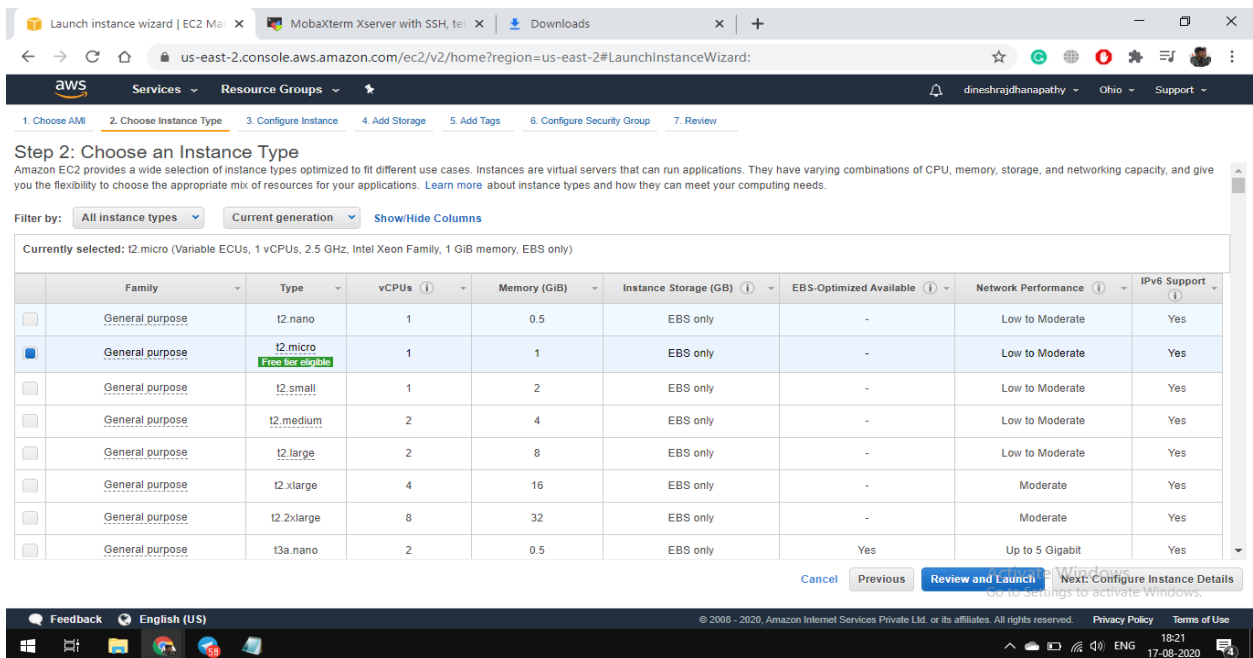 Launch instance wizard | EC2 Ma
MobaXterm Xserver with SSH, tel
Downloads
us-east-2.console.aws.amazon.com/ec2/v2/home?region=us-east-2#LaunchInstanceWizard:
aws Services Resource Groups dineshrajdhanapathy Ohio Support
1. Choose AMI 2. Choose Instance Type 3. Configure Instance 4. Add Storage 5. Add Tags 6. Configure Security Group 7. Review
Step 2: Choose an Instance Type
Amazon EC2 provides a wide selection of instance types optimized to fit different use cases. Instances are virtual servers that can run applications. They have varying combinations of CPU, memory, storage, and networking capacity, and give
you the flexibility to choose the appropriate mix of resources for your applications. Learn more about instance types and how they can meet your computing needs.
Filter by: All instance types Current generation Show/Hide Columns
Currently selected: t2.micro (Variable ECUs, 1 vCPUs, 2.5 GHz, Intel Xeon Family, 1 GiB memory, EBS only)
Family Type vCPUs Memory (GiB) Instance Storage (GB) EBS-Optimized Available Network Performance IPv6 Support
General purpose t2.nano 1 0.5 EBS only - Low to Moderate Yes
General purpose t2.micro 1 1 EBS only - Low to Moderate Yes
Free tier eligible
General purpose t2.small 1 2 EBS only - Low to Moderate Yes
General purpose t2.medium 2 4 EBS only - Low to Moderate Yes
General purpose t2.large 2 8 EBS only - Low to Moderate Yes
General purpose t2.xlarge 4 16 EBS only - Moderate Yes
General purpose t2.2xlarge 8 32 EBS only - Moderate Yes
General purpose t3a.nano 2 0.5 EBS only Yes Up to 5 Gigabit Yes
Cancel Previous Review and Launch Next: Configure Instance Details
Activate Windows
Go to Settings to activate Windows.
Feedback English (US) © 2008 - 2020, Amazon Internet Services Private Ltd. or its affiliates. All rights reserved. Privacy Policy Terms of Use
58
ENG
18:21
17-08-2020
4